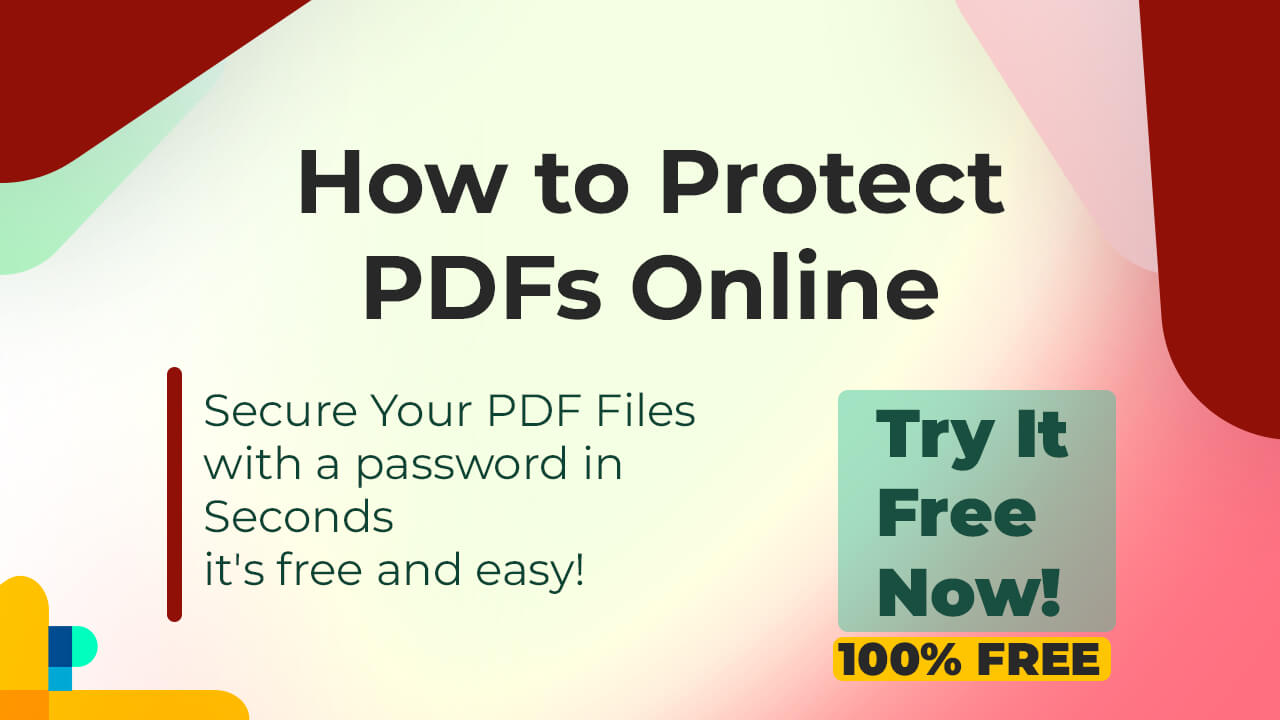 How to Protect
PDFs Online
Secure Your PDF Files
with a password in
Seconds
it's free and easy!
Try It
Free
Now!
100% FREE